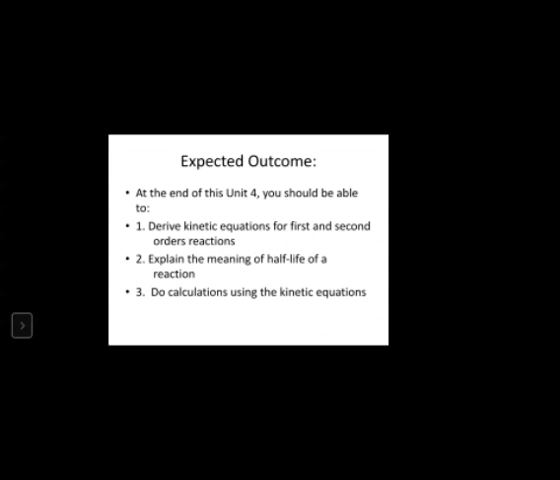 Expected Outcome:
• At the end of this Unit 4, you should be able
to:
• 1. Derive kinetic equations for first and second
orders reactions
• 2. Explain the meaning of half-life of a
reaction
• 3. Do calculations using the kinetic equations